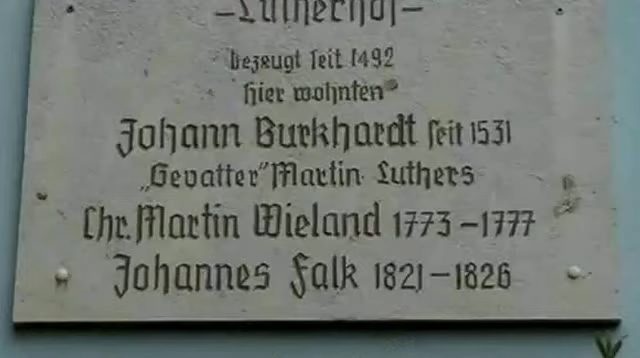 -Lutherhof-
bezeugt seit 1492
hier wohnten
Johann Burkhardt seit 1531
„Gevatter" Martin Luthers
Chr. Martin Wieland 1773-1777
Johannes Falk 1821-1826